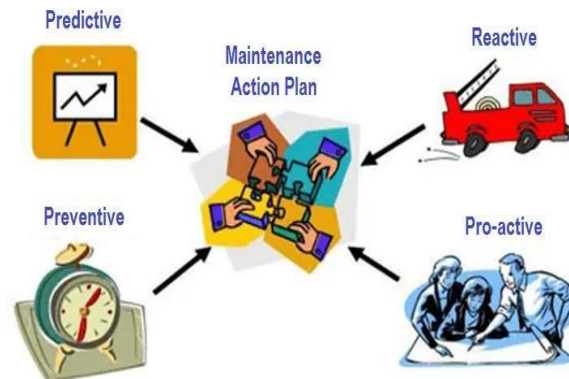 Predictive
Maintenance
Action Plan
Reactive
Preventive
Pro-active